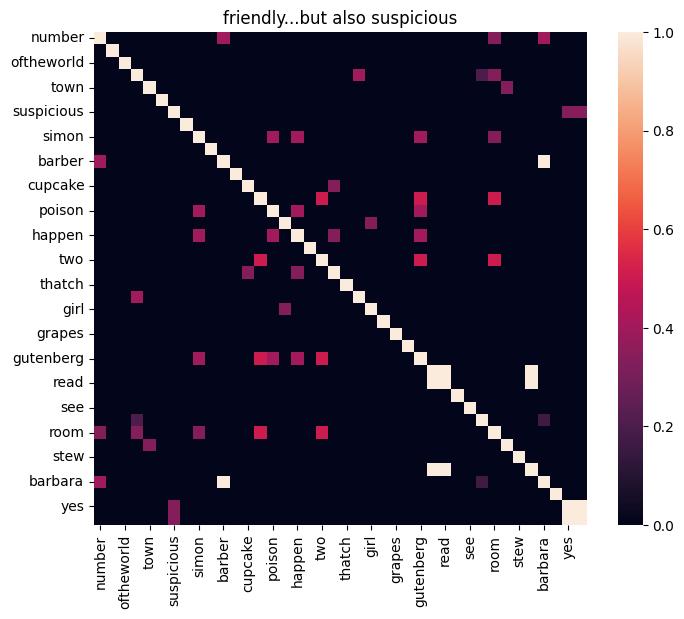 friendly...but also suspicious
number
oftheworld
town
suspicious
simon
barber
cupcake
poison
happen
two
thatch
girl
grapes
gutenberg
read
see
room
stew
barbara
yes
number
oftheworld
town
suspicious
simon
barber
cupcake
poison
happen
two
thatch
girl
grapes
gutenberg
read
see
room
stew
barbara
yes
1.0
0.8
0.6
0.4
0.2
0.0